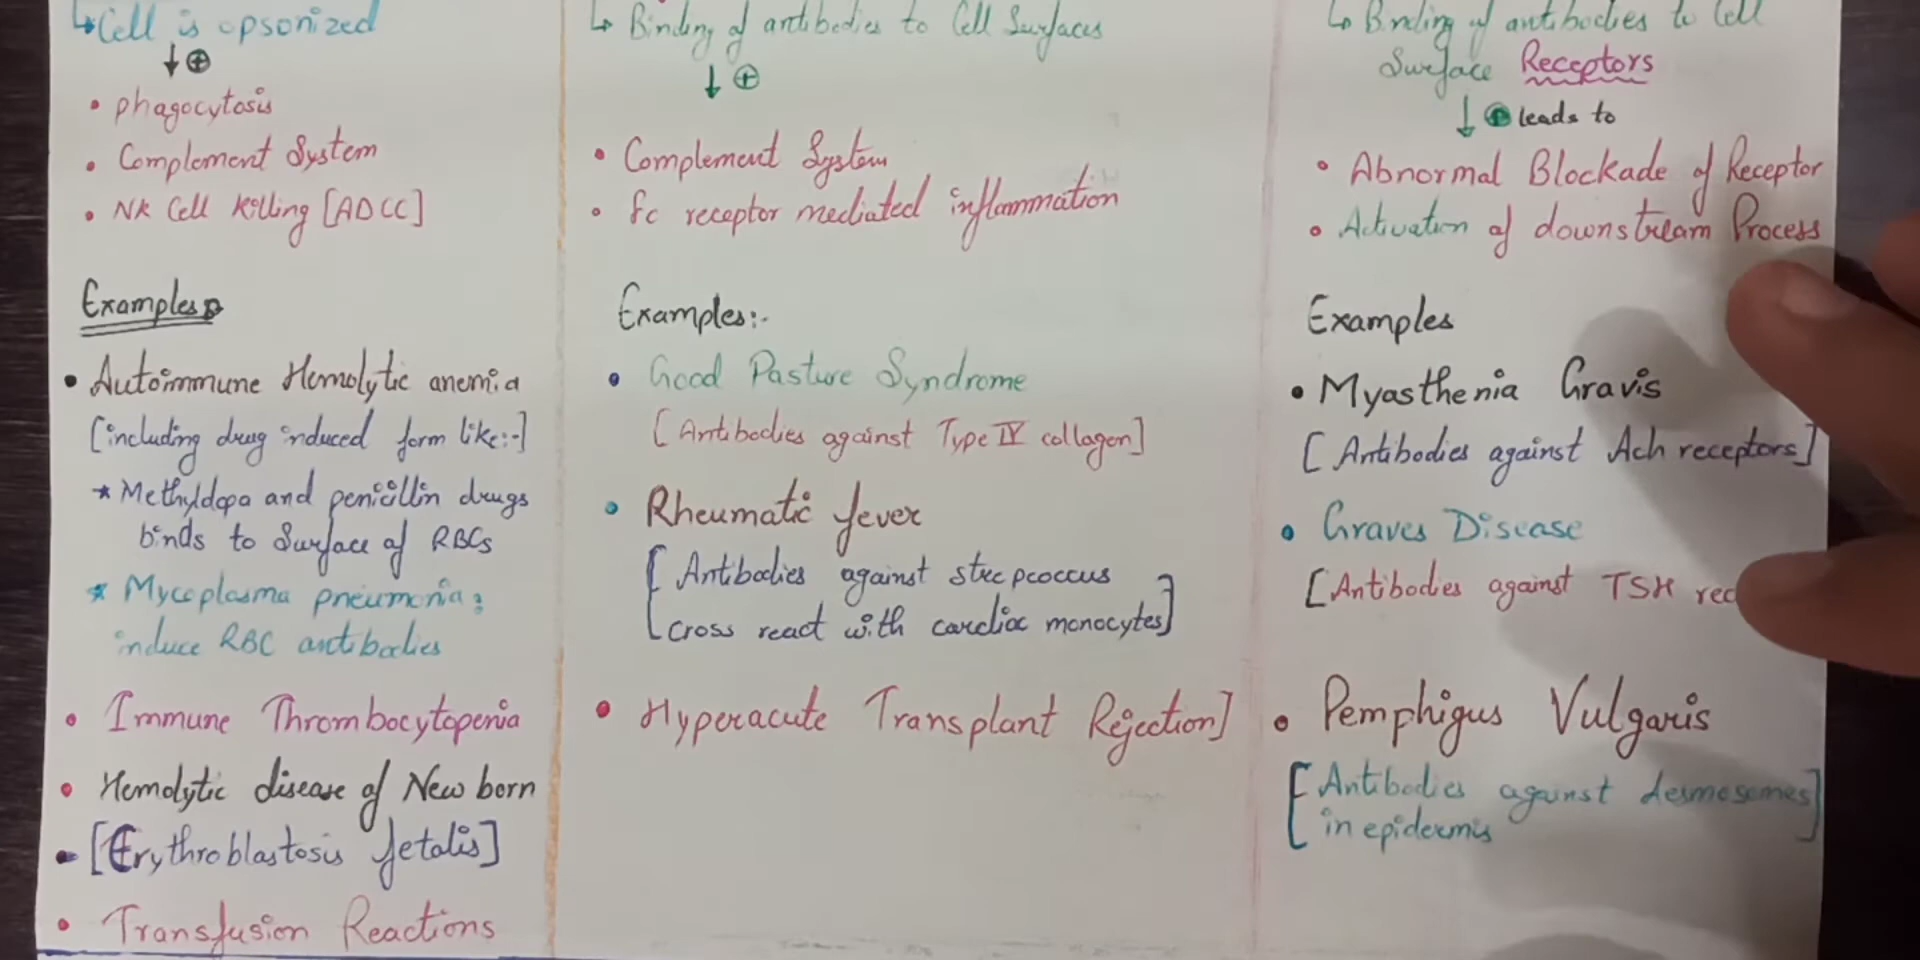 ↳ Cell is opsonized
↓ ⊕
• phagocytosis
• Complement System
• NK Cell Killing [ADCC]
Examples
• Autoimmune Hemolytic anemia
[including drug induced form like:-]
* Methyldopa and penicillin drugs
binds to Surface of RBCs
* Mycoplasma pneumonia:
induce RBC antibodies
• Immune Thrombocytopenia
• Hemolytic disease of New born
- [Erythroblastosis fetalis]
• Transfusion Reactions
↳ Binding of antibodies to Cell Surfaces
↓ ⊕
• Complement System
• Fc receptor mediated inflammation
Examples:-
• Good Pasture Syndrome
[Antibodies against Type IV collagen]
• Rheumatic fever
[Antibodies against strepcoccus
cross react with cardiac monocytes]
• Hyperacute Transplant Rejection]
↳ Binding of antibodies to Cell
Surface Receptors
↓ ⊕ leads to
• Abnormal Blockade of Receptor
• Activation of downstream Process
Examples
• Myasthenia Gravis
[Antibodies against Ach receptors]
• Graves Disease
[Antibodies against TSH rec
• Pemphigus Vulgaris
[Antibodies against desmosomes]
in epidermis